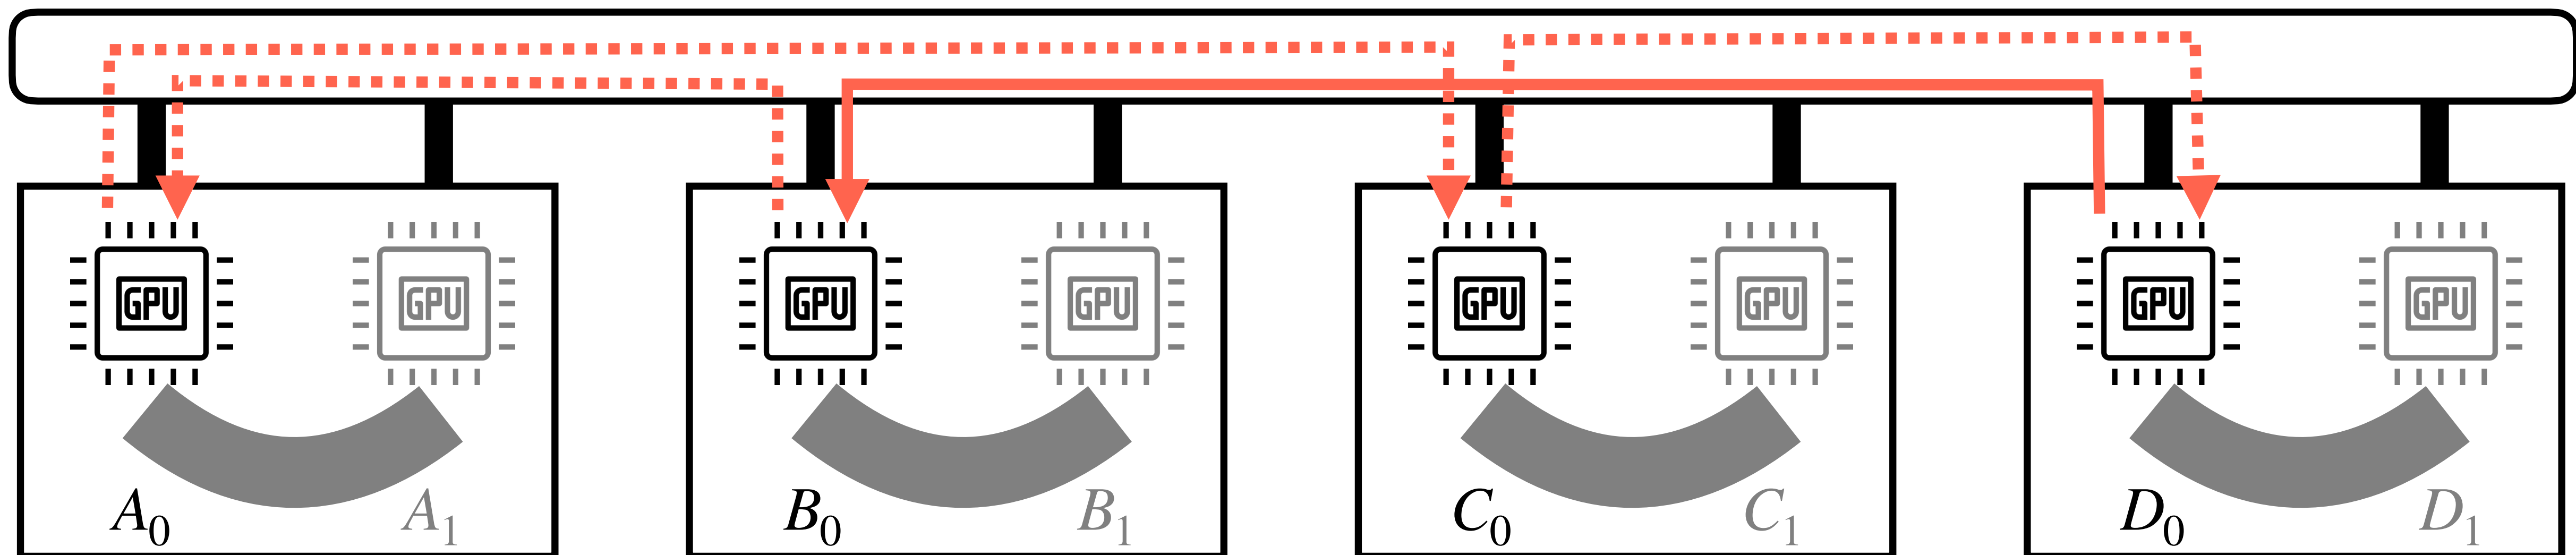 GPU GPU GPU GPU GPU GPU GPU GPU
A0 A1 B0 B1 C0 C1 D0 D1